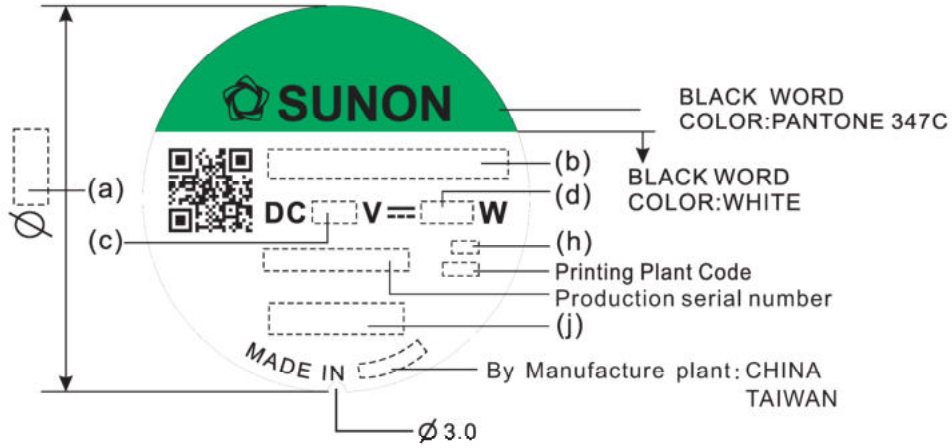 SUNON
BLACK WORD
COLOR:PANTONE 347C
(b)
BLACK WORD
COLOR:WHITE
(a)
(d)
DC V⎓ W
(c)
(h)
Printing Plant Code
Production serial number
(j)
MADE IN
By Manufacture plant: CHINA
TAIWAN
Ø
Ø 3.0